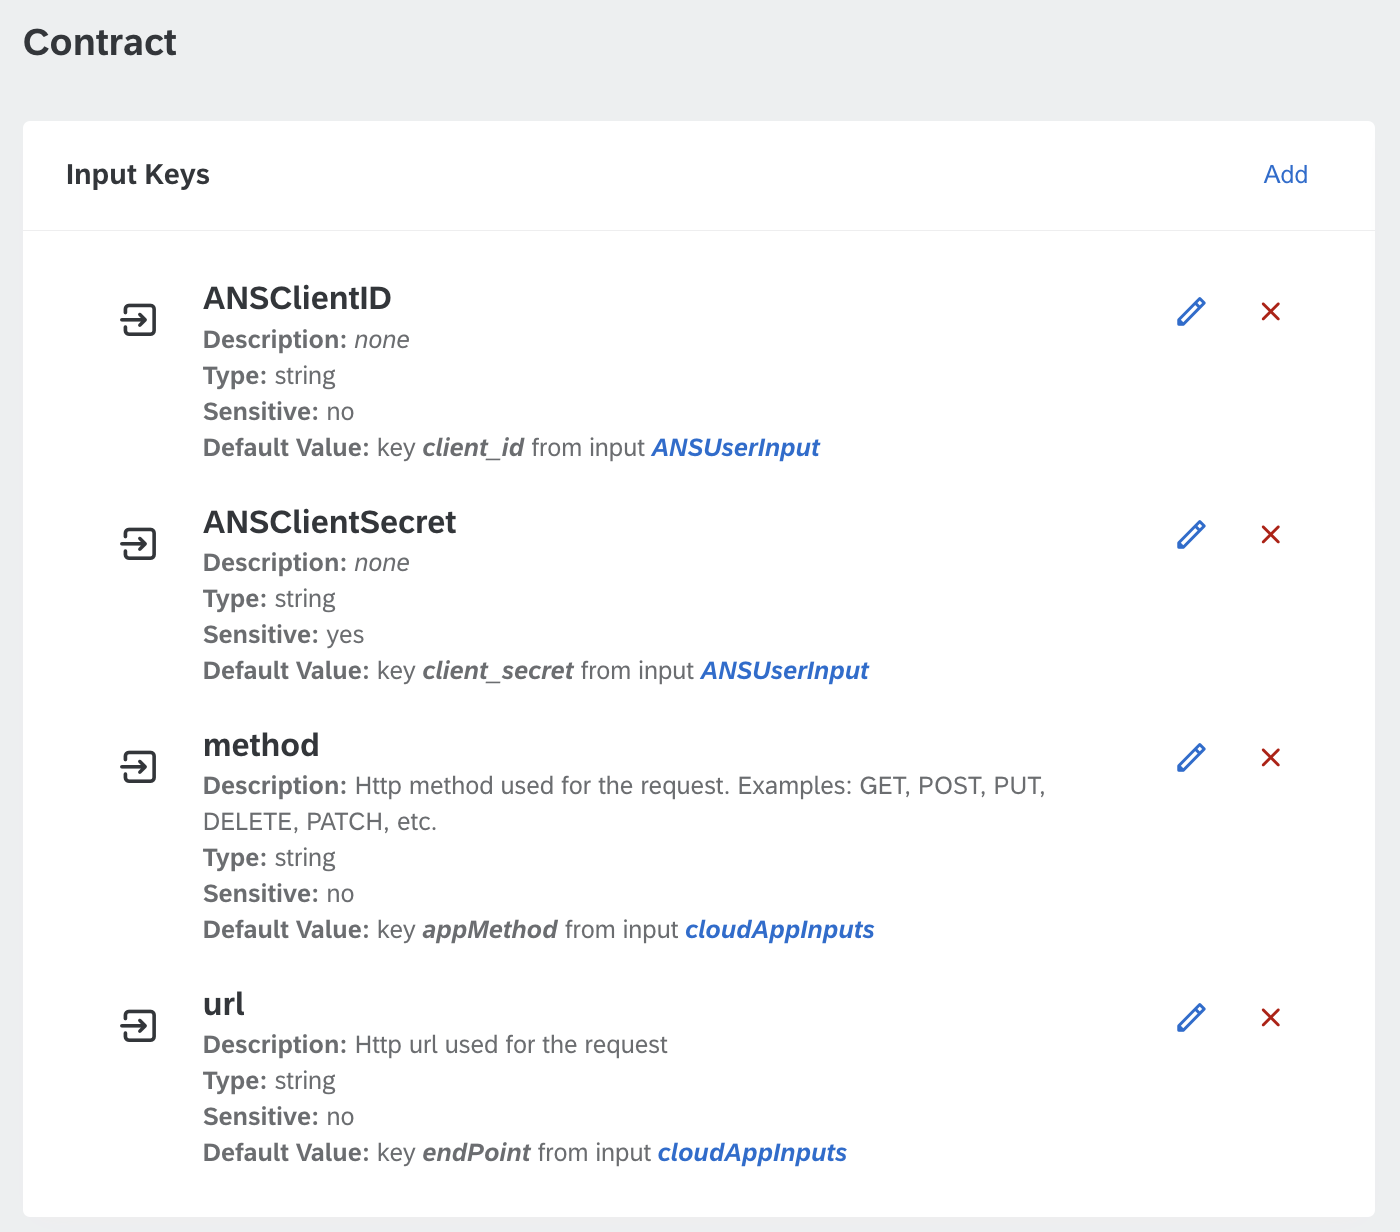 Contract
Input Keys
Add
ANSClientID
Description: none
Type: string
Sensitive: no
Default Value: key client_id from input ANSUserInput
ANSClientSecret
Description: none
Type: string
Sensitive: yes
Default Value: key client_secret from input ANSUserInput
method
Description: Http method used for the request. Examples: GET, POST, PUT,
DELETE, PATCH, etc.
Type: string
Sensitive: no
Default Value: key appMethod from input cloudAppInputs
url
Description: Http url used for the request
Type: string
Sensitive: no
Default Value: key endPoint from input cloudAppInputs